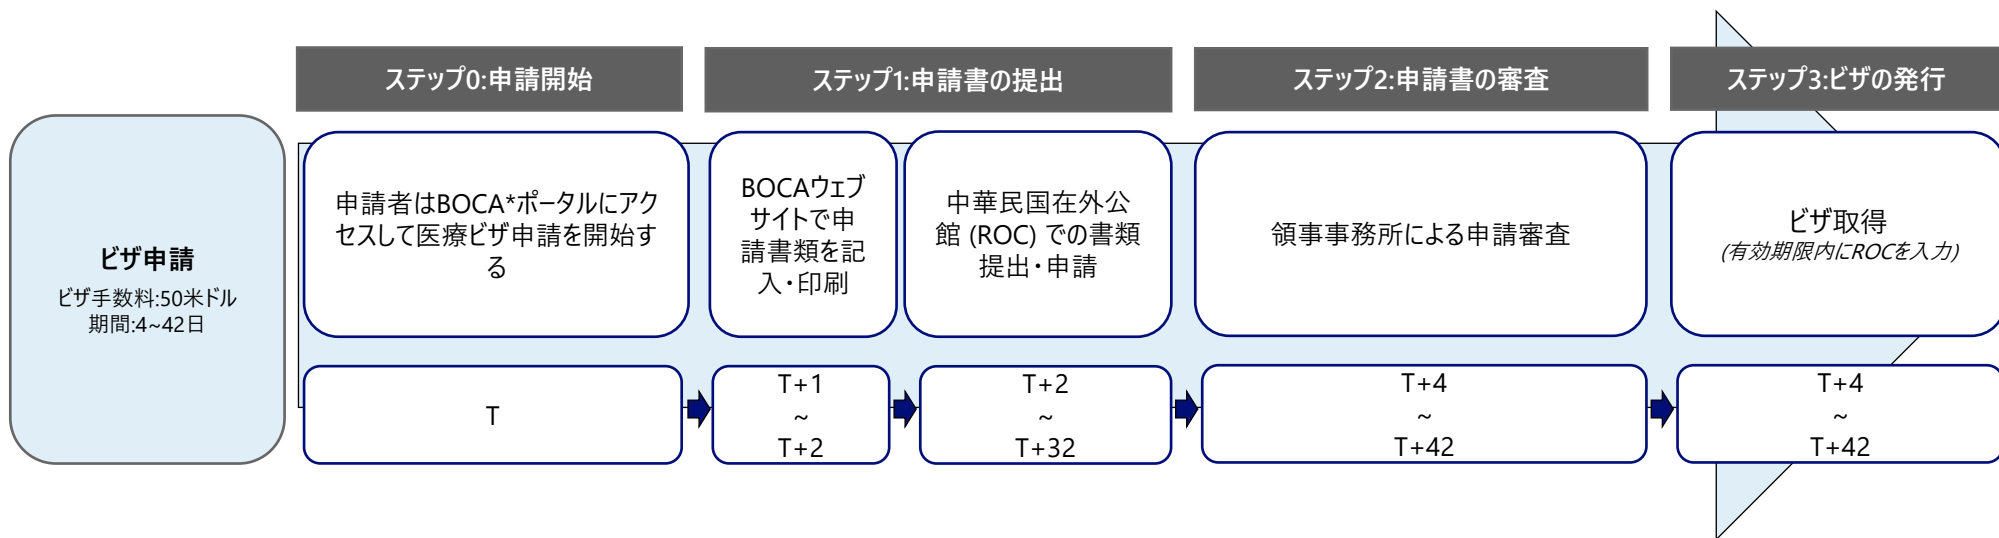 ステップ0:申請開始
ステップ1:申請書の提出
ステップ2:申請書の審査
ステップ3:ビザの発行
ビザ申請
ビザ手数料:50米ドル
期間:4~42日
申請者はBOCA*ポータルにアク
セスして医療ビザ申請を開始す
る
BOCAウェブ
サイトで申
請書類を記
入・印刷
中華民国在外公
館 (ROC) での書類
提出・申請
領事事務所による申請審査
ビザ取得
(有効期限内にROCを入力)
T
T+1
~
T+2
T+2
~
T+32
T+4
~
T+42
T+4
~
T+42